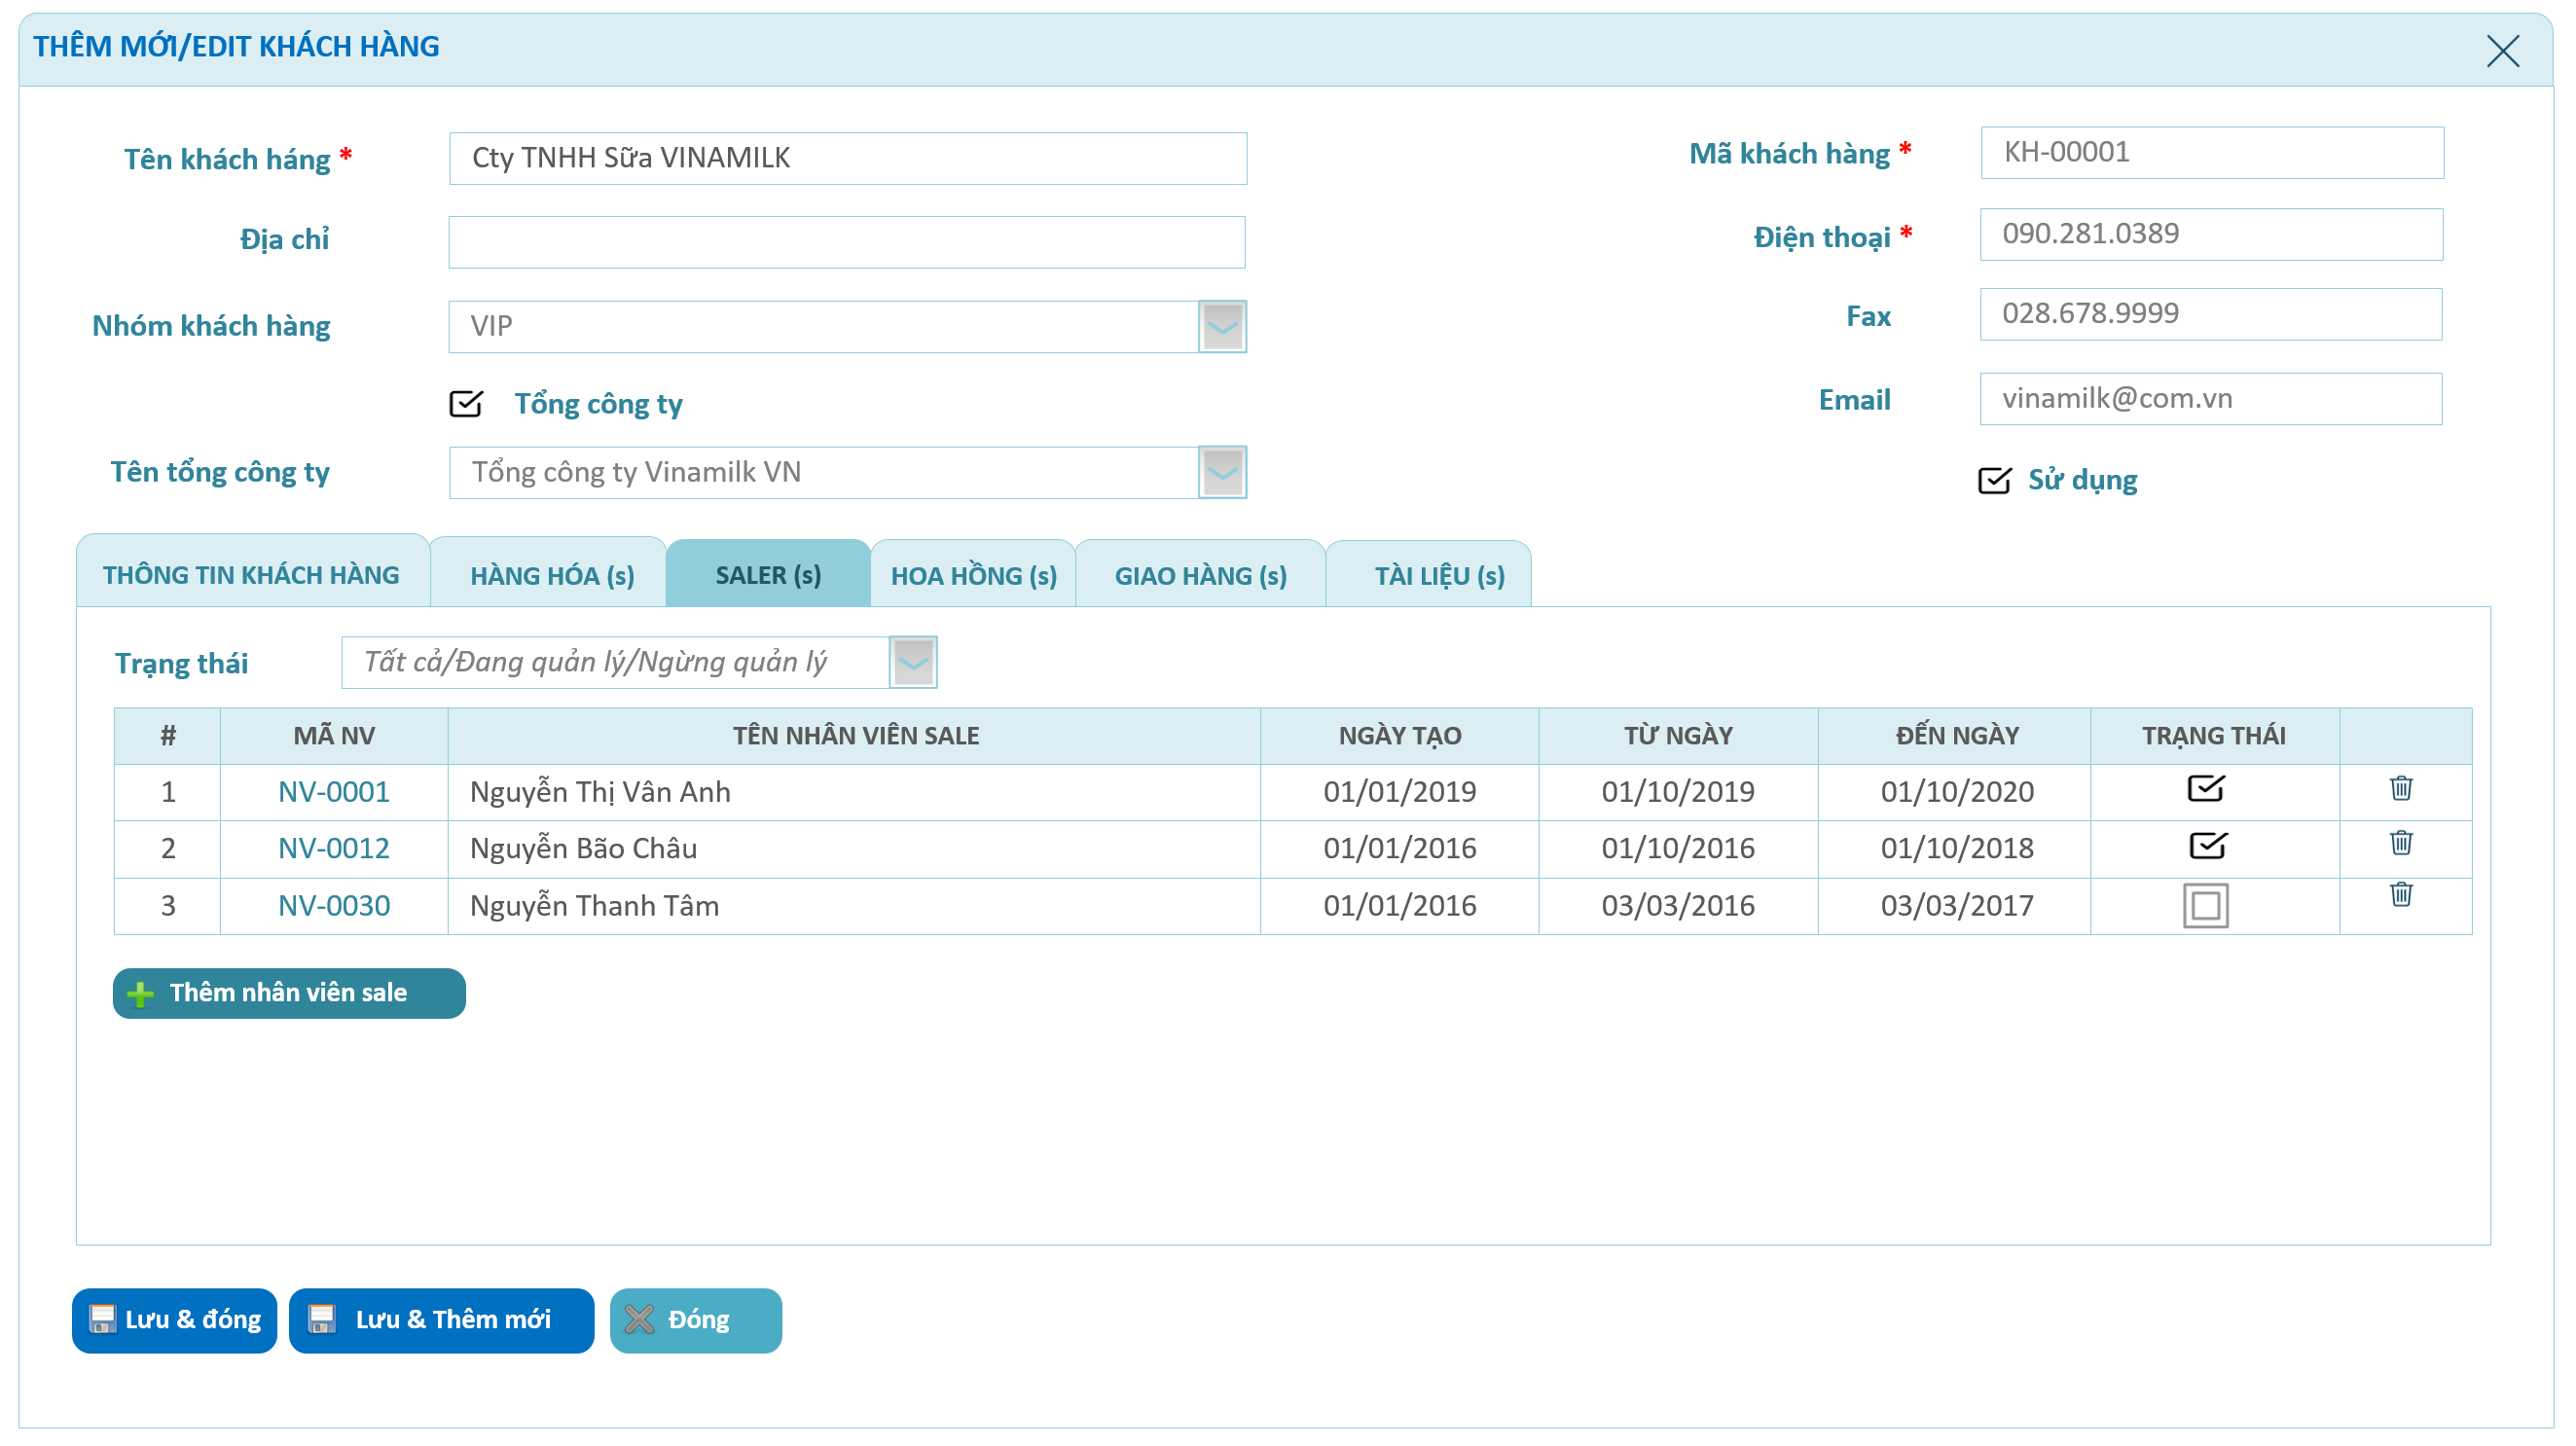 THÊM MỚI/EDIT KHÁCH HÀNG
Tên khách háng *
Cty TNHH Sữa VINAMILK
Mã khách hàng *
KH-00001
Địa chỉ
Điện thoại *
090.281.0389
Nhóm khách hàng
VIP
Fax
028.678.9999
Tổng công ty
Email
vinamilk@com.vn
Tên tổng công ty
Tổng công ty Vinamilk VN
Sử dụng
THÔNG TIN KHÁCH HÀNG HÀNG HÓA (s) SALER (s) HOA HỒNG (s) GIAO HÀNG (s) TÀI LIỆU (s)
Trạng thái
Tất cả/Đang quản lý/Ngừng quản lý
# MÃ NV TÊN NHÂN VIÊN SALE NGÀY TẠO TỪ NGÀY ĐẾN NGÀY TRẠNG THÁI
1 NV-0001 Nguyễn Thị Vân Anh 01/01/2019 01/10/2019 01/10/2020
2 NV-0012 Nguyễn Bão Châu 01/01/2016 01/10/2016 01/10/2018
3 NV-0030 Nguyễn Thanh Tâm 01/01/2016 03/03/2016 03/03/2017
Thêm nhân viên sale
Lưu & đóng
Lưu & Thêm mới
Đóng